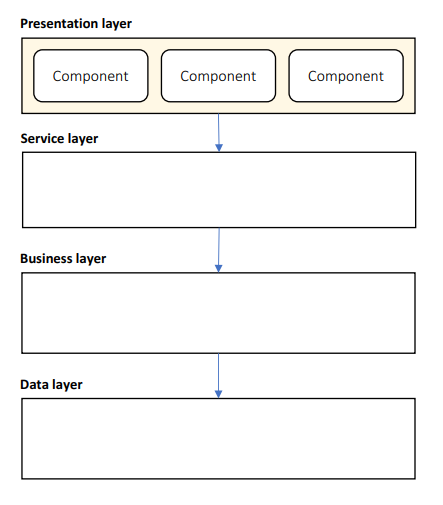 Presentation layer
Component Component Component
Service layer
Business layer
Data layer